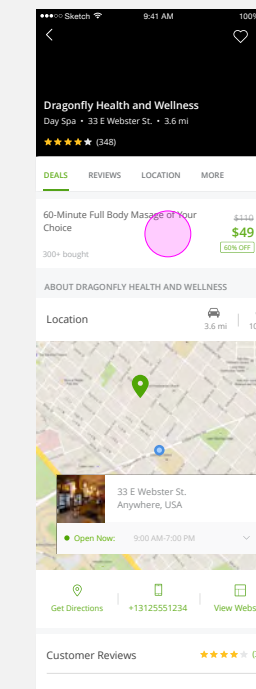 Sketch 9:41 AM 100%
Dragonfly Health and Wellness
Day Spa • 33 E Webster St. • 3.6 mi
(348)
DEALS REVIEWS LOCATION MORE
60-Minute Full Body Masage of Your
Choice
$110
$49
60% OFF
300+ bought
ABOUT DRAGONFLY HEALTH AND WELLNESS
Location
3.6 mi
33 E Webster St.
Anywhere, USA
Open Now: 9:00 AM-7:00 PM
Get Directions +13125551234 View Webs
Customer Reviews